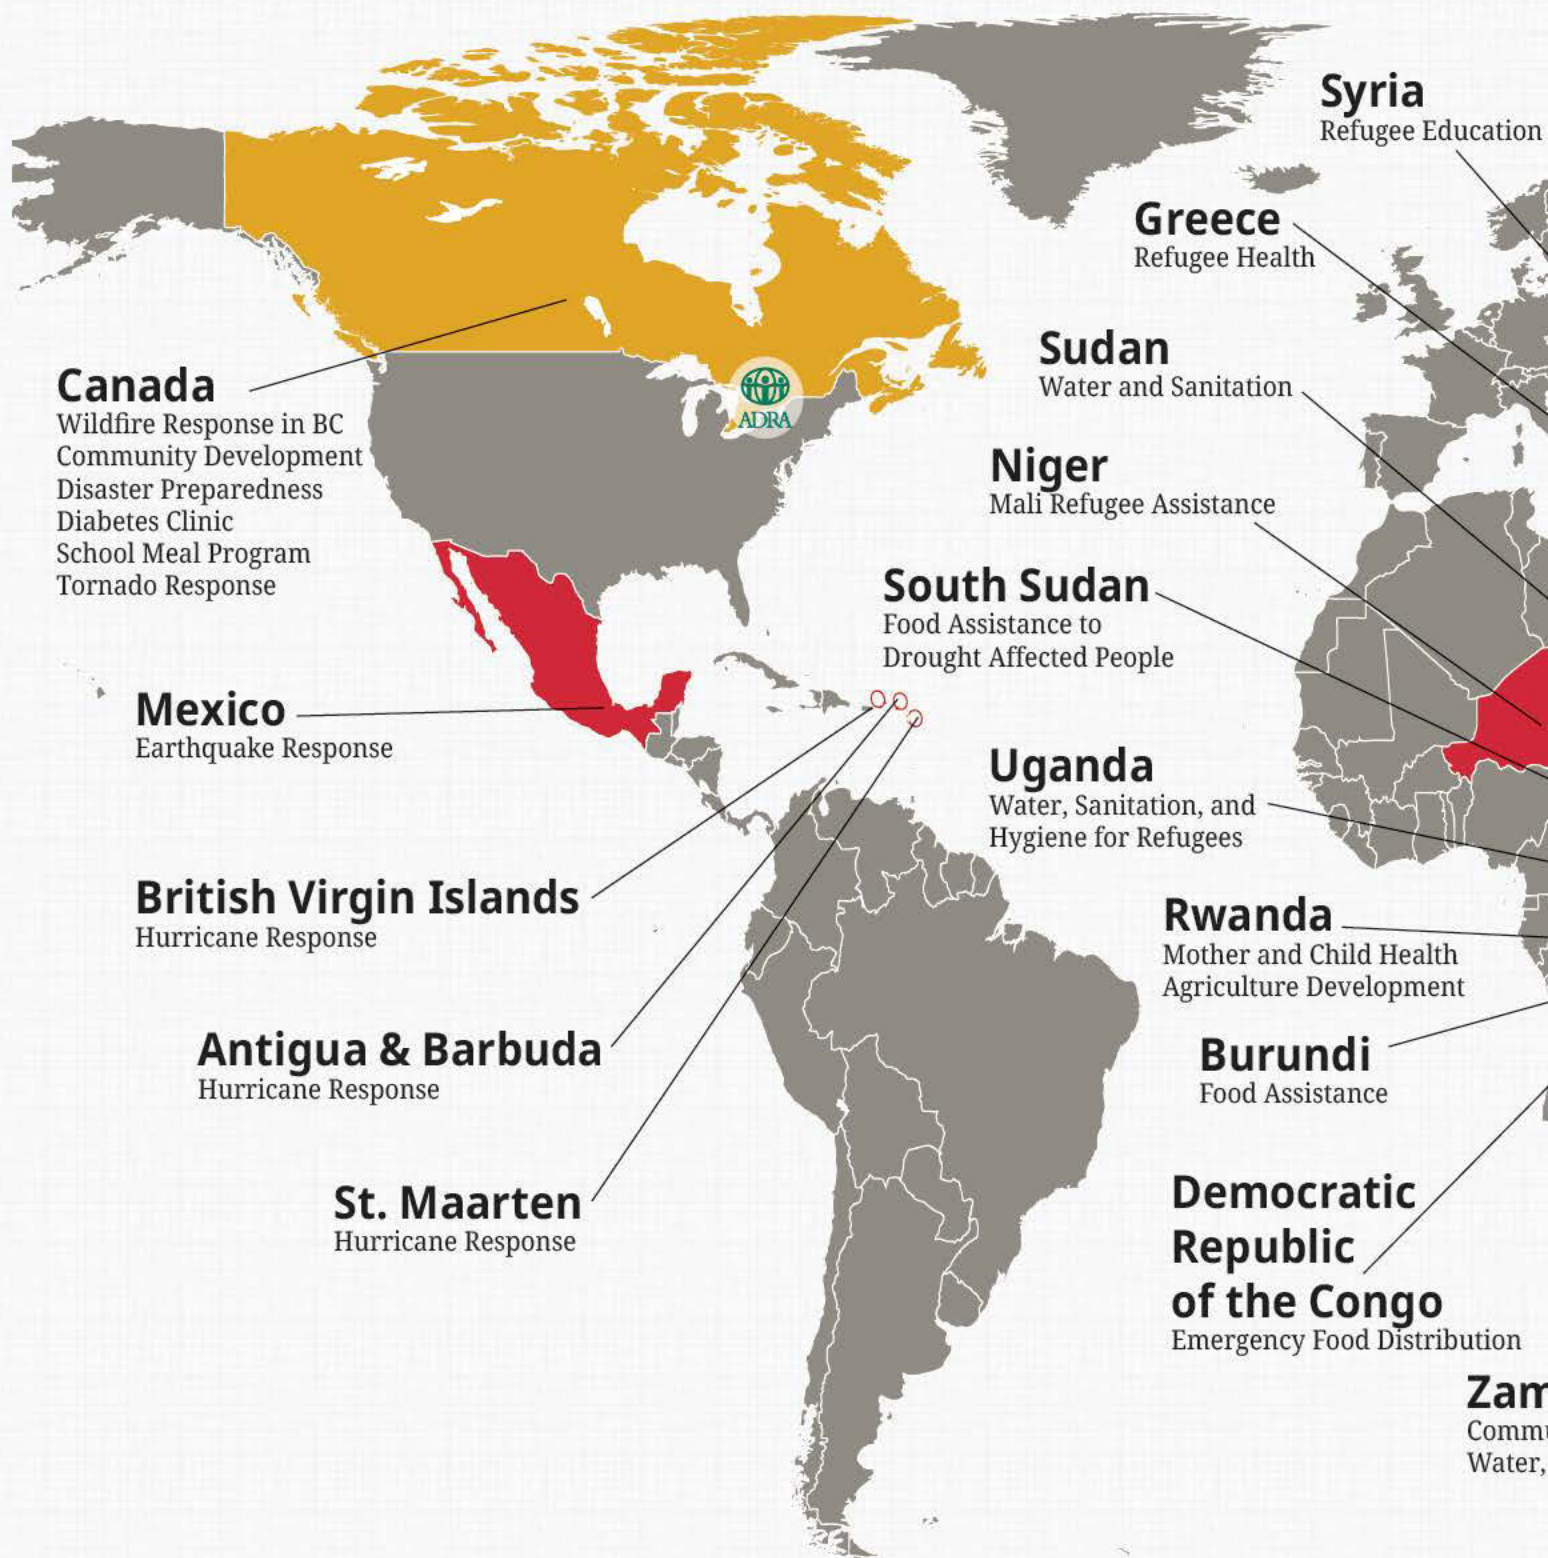 Syria
Refugee Education
Greece
Refugee Health
Sudan
Water and Sanitation
Canada
Wildfire Response in BC
Community Development
Disaster Preparedness
Diabetes Clinic
School Meal Program
Tornado Response
ADRA
Niger
Mali Refugee Assistance
South Sudan
Food Assistance to
Drought Affected People
Mexico
Earthquake Response
Uganda
Water, Sanitation, and
Hygiene for Refugees
British Virgin Islands
Hurricane Response
Rwanda
Mother and Child Health
Agriculture Development
Antigua & Barbuda
Hurricane Response
Burundi
Food Assistance
St. Maarten
Hurricane Response
Democratic
Republic
of the Congo
Emergency Food Distribution
Zam
Commu
Water,